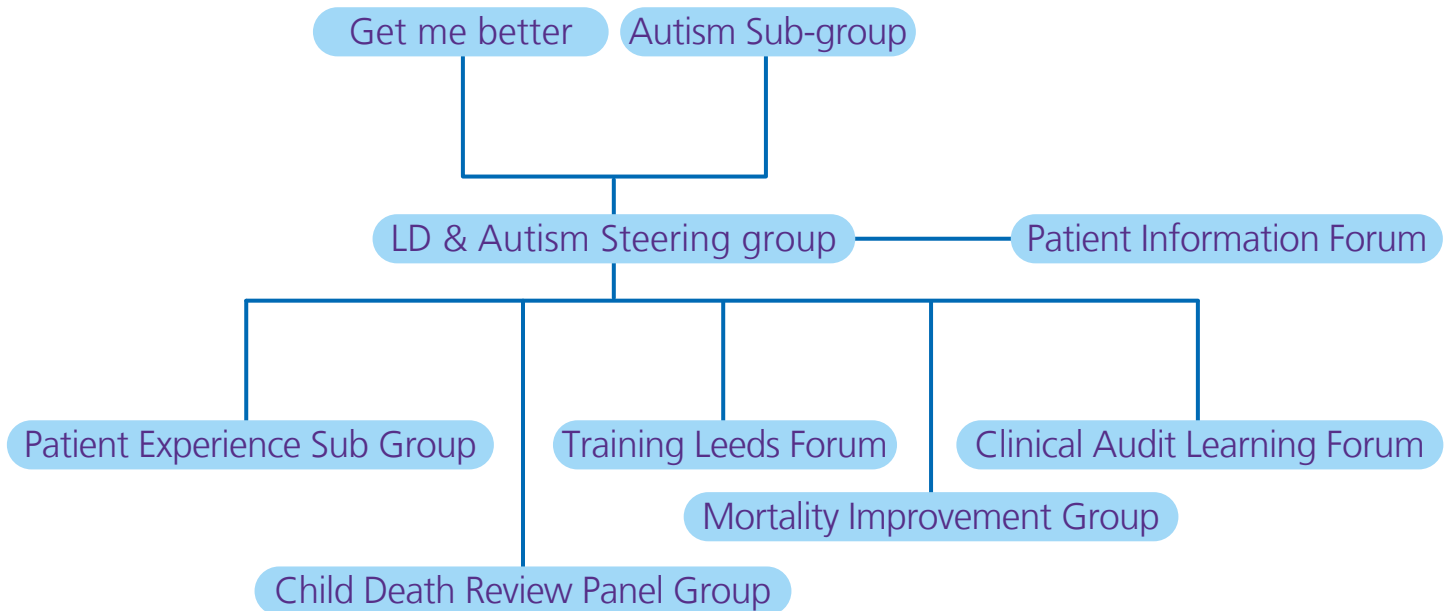 Get me better
Autism Sub-group
LD & Autism Steering group
Patient Information Forum
Patient Experience Sub Group
Training Leeds Forum
Clinical Audit Learning Forum
Mortality Improvement Group
Child Death Review Panel Group